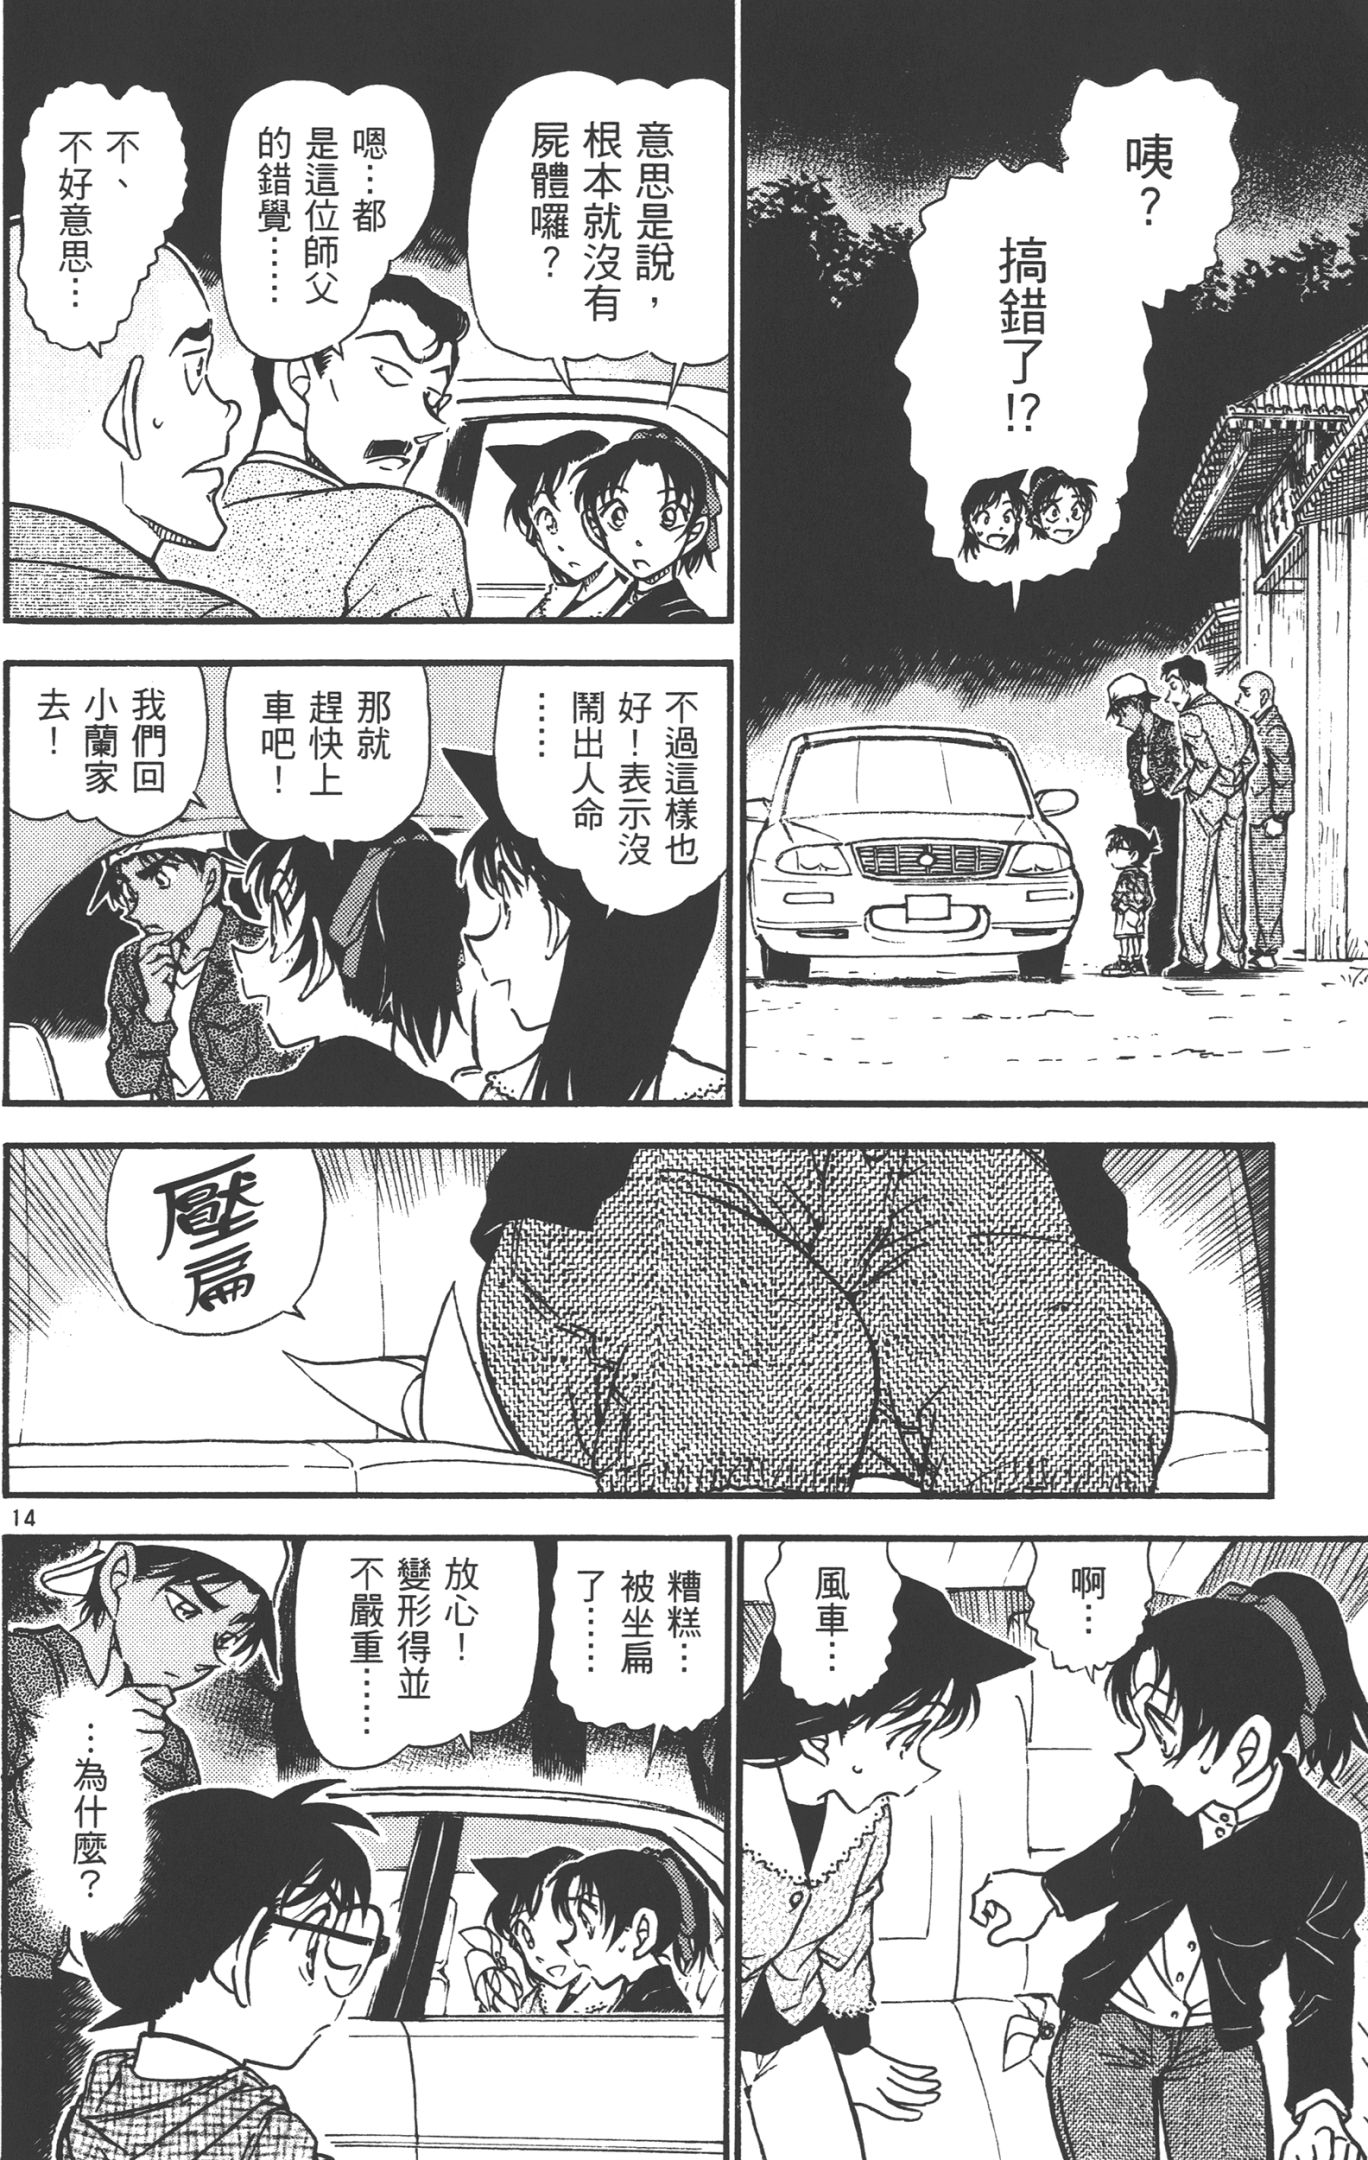 咦？
搞錯了!?
意思是說，
根本就沒有
屍體囉？
嗯…都
是這位師父
的錯覺……
不、
不好意思…
不過這樣也
好！表示沒
鬧出人命
……
那就
趕快上
車吧！
我們回
小蘭家
去！
壓扁
啊…
風車…
糟糕…
被坐扁
了……
放心！
變形得並
不嚴重……
…為什麼？
14